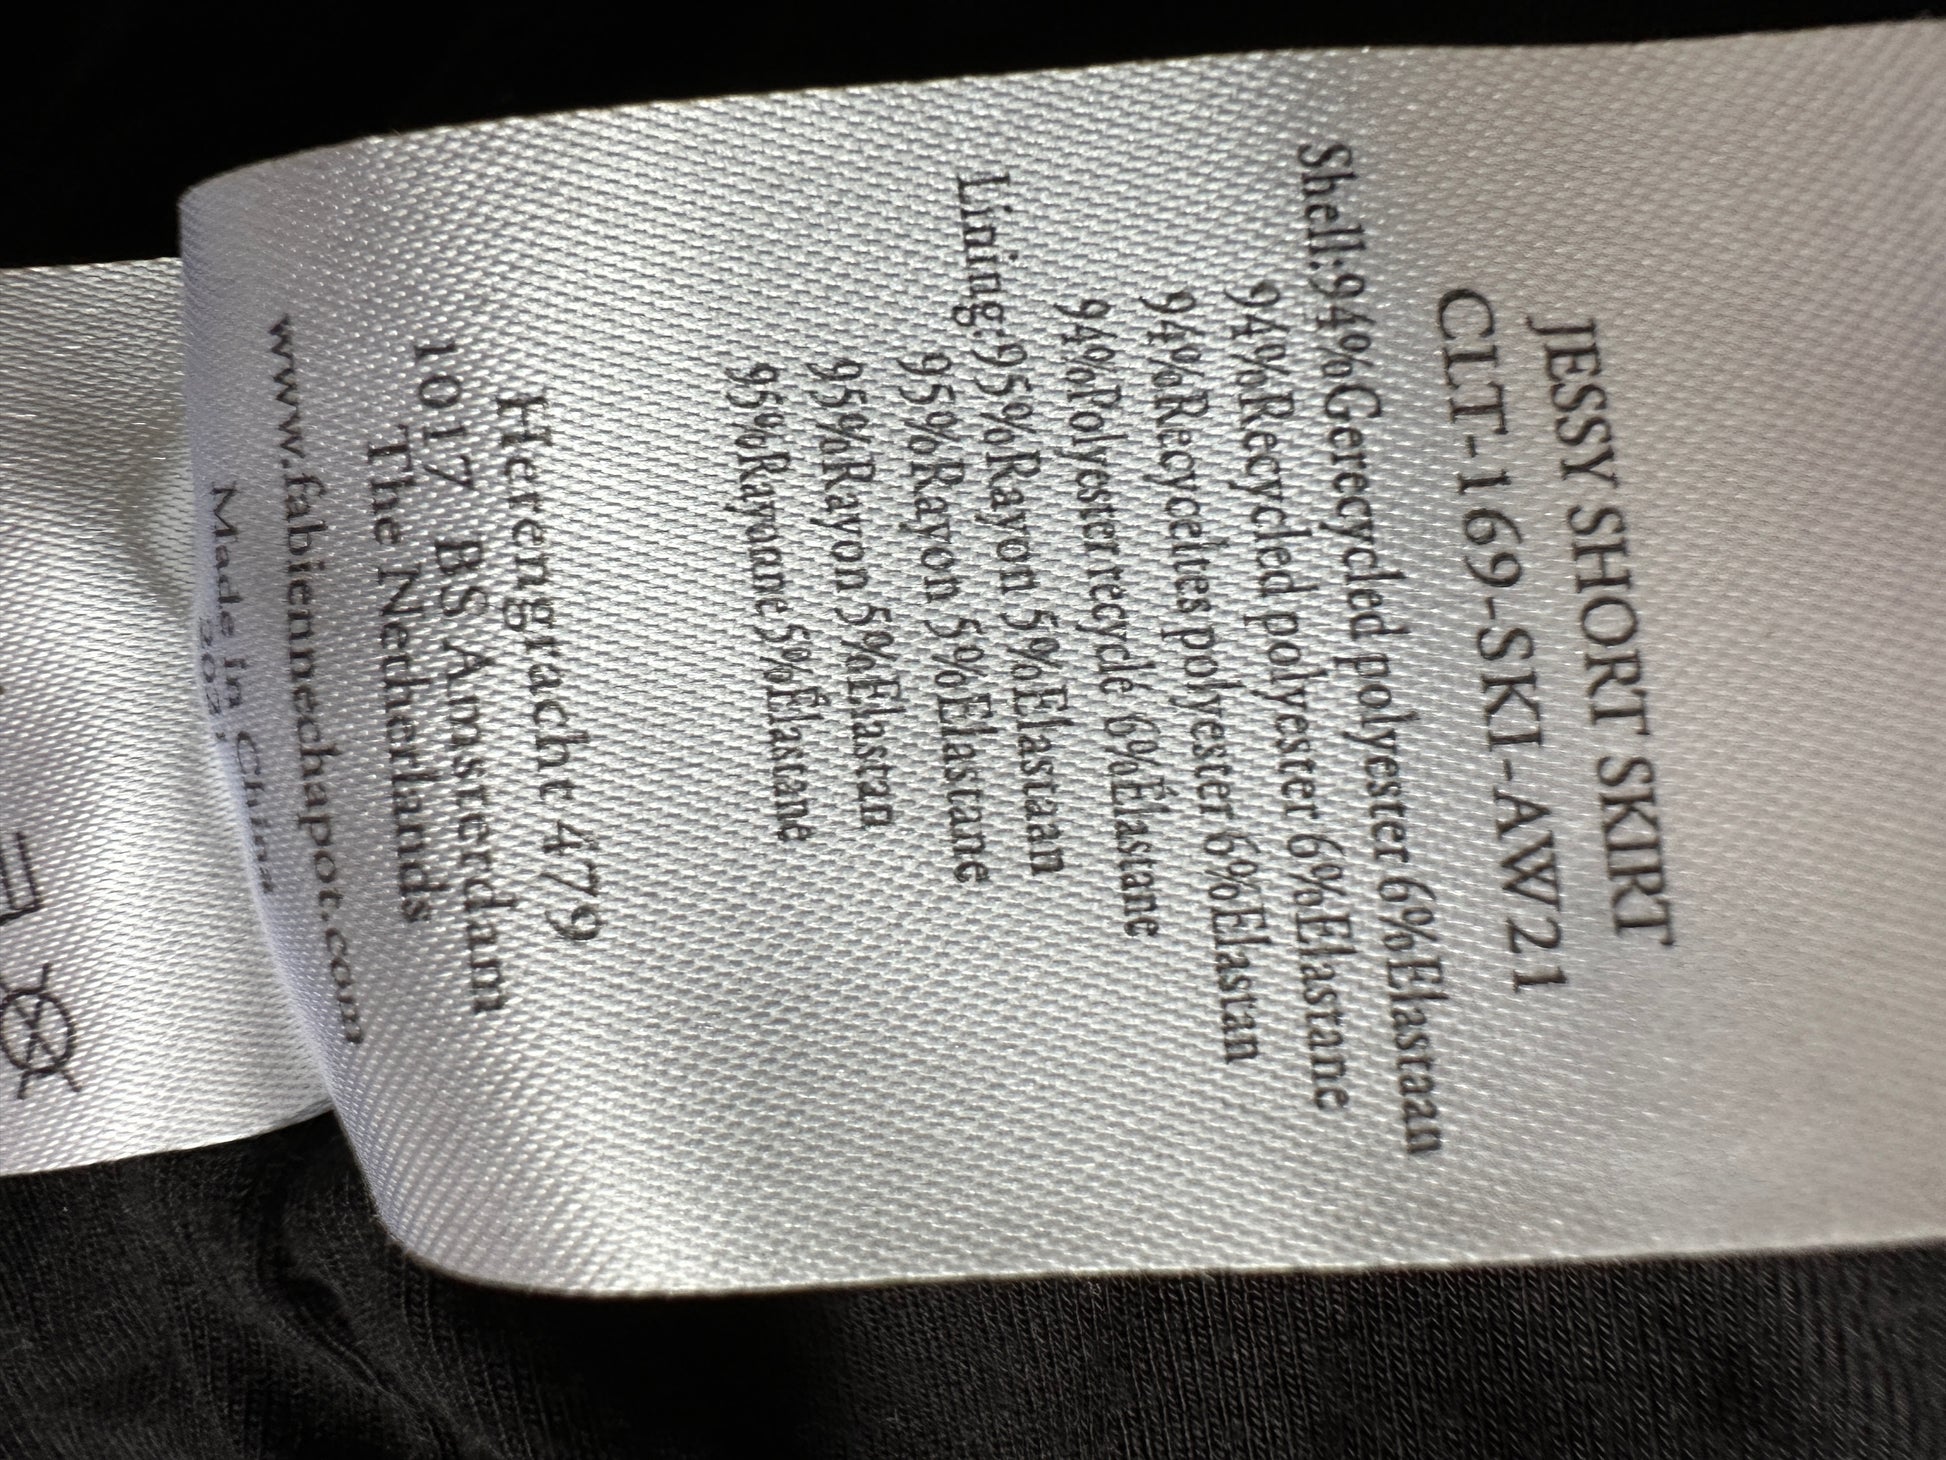 JESSY SHORT SKIRT
CLT-169-SKI-AW21
Shell:94%Gerecycled polyester 6%Elastaan
94%Recycled polyester 6%Elastane
94%Recyceltes polyester 6%Elastan
94%Polyester recyclé 6%Élastane
Lining:95%Rayon 5%Elastaan
95%Rayon 5%Elastane
95%Rayon 5%Elastan
95%Rayonne 5%Élastane
Herengracht 479
1017 BS Amsterdam
The Netherlands
www.fabiennechapot.com
Made in China